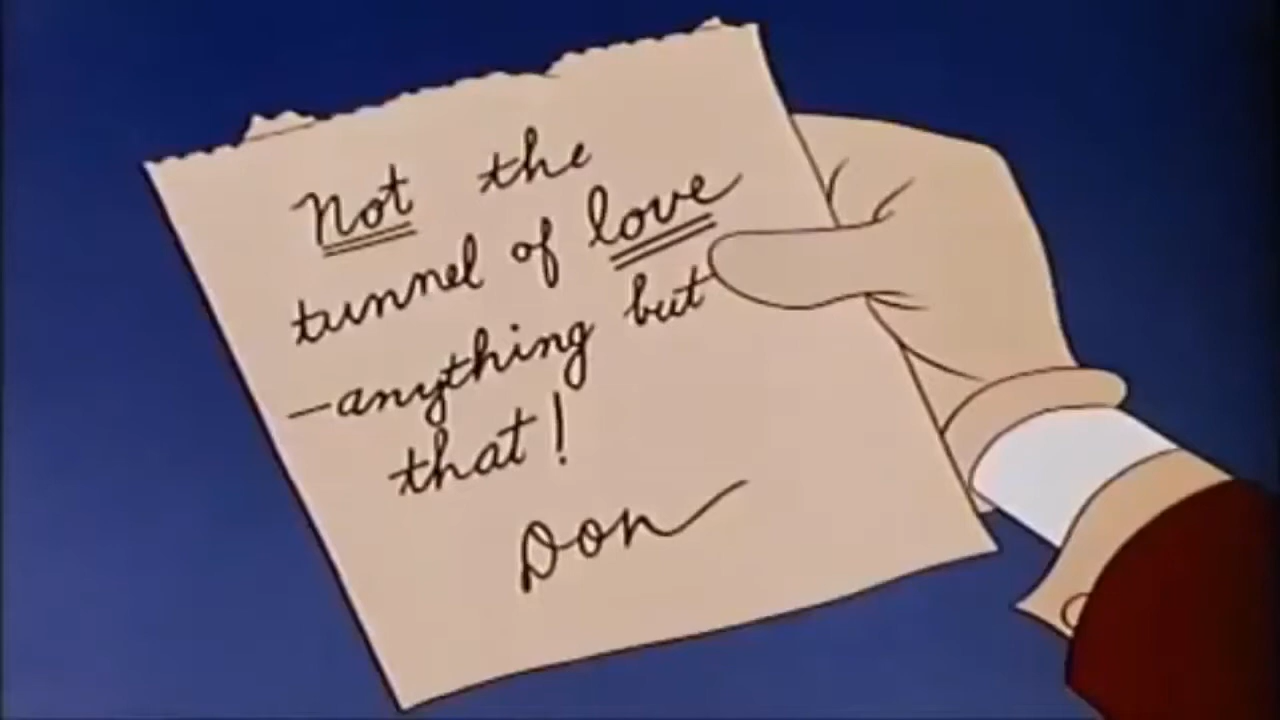 Not the
tunnel of love
—anything but
that!
Don